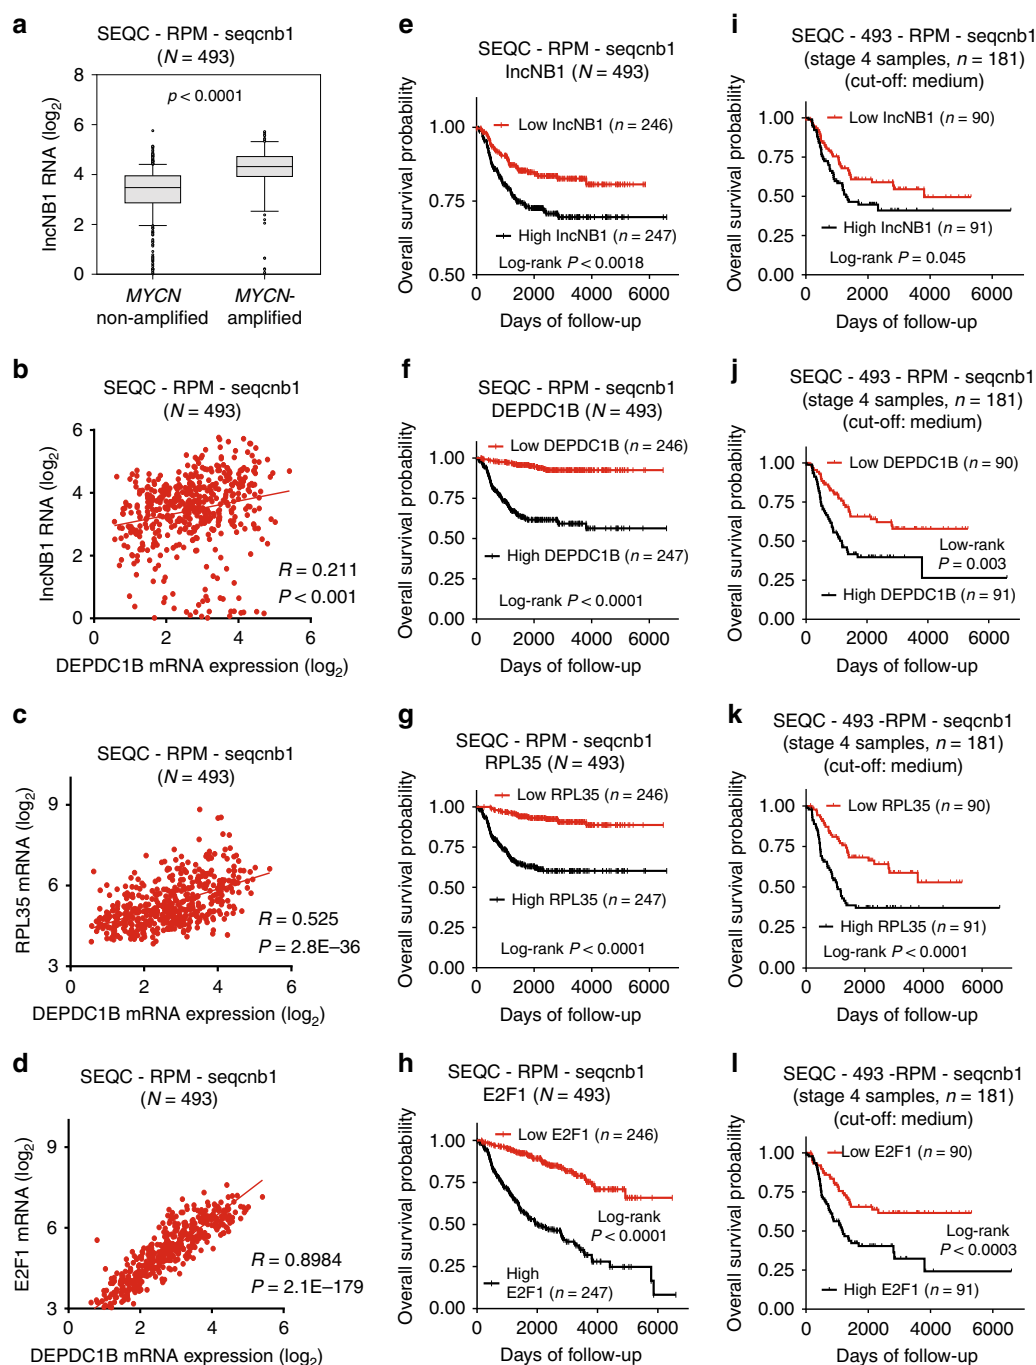 a
SEQC - RPM - seqcnb1
(N = 493)
p < 0.0001
lncNB1 RNA (log2)
8
6
4
2
0
MYCN
non-amplified
MYCN-
amplified
b
SEQC - RPM - seqcnb1
(N = 493)
lncNB1 RNA (log2)
6
4
2
0
R = 0.211
P < 0.001
0 2 4 6
DEPDC1B mRNA expression (log2)
c
SEQC - RPM - seqcnb1
(N = 493)
RPL35 mRNA (log2)
9
6
3
R = 0.525
P = 2.8E–36
0 2 4 6
DEPDC1B mRNA expression (log2)
d
SEQC - RPM - seqcnb1
(N = 493)
E2F1 mRNA (log2)
9
6
3
R = 0.8984
P = 2.1E–179
0 2 4 6
DEPDC1B mRNA expression (log2)
e
SEQC - RPM - seqcnb1
lncNB1 (N = 493)
Overall survival probability
1.00
0.75
0.50
Low lncNB1 (n = 246)
High lncNB1 (n = 247)
Log-rank P < 0.0018
0 2000 4000 6000
Days of follow-up
f
SEQC - RPM - seqcnb1
DEPDC1B (N = 493)
Overall survival probability
1.00
0.75
0.50
0.25
0.00
Low DEPDC1B (n = 246)
High DEPDC1B (n = 247)
Log-rank P < 0.0001
0 2000 4000 6000
Days of follow-up
g
SEQC - RPM - seqcnb1
RPL35 (N = 493)
Overall survival probability
1.00
0.75
0.50
0.25
0.00
Low RPL35 (n = 246)
High RPL35 (n = 247)
Log-rank P < 0.0001
0 2000 4000 6000
Days of follow-up
h
SEQC - RPM - seqcnb1
E2F1 (N = 493)
Overall survival probability
1.00
0.75
0.50
0.25
0.00
Low E2F1 (n = 246)
Log-rank
P < 0.0001
High
E2F1 (n = 247)
0 2000 4000 6000
Days of follow-up
i
SEQC - 493 - RPM - seqcnb1
(stage 4 samples, n = 181)
(cut-off: medium)
Overall survival probability
1.00
0.75
0.50
0.25
0.00
Low lncNB1 (n = 90)
High lncNB1 (n = 91)
Log-rank P = 0.045
0 2000 4000 6000
Days of follow-up
j
SEQC - 493 - RPM - seqcnb1
(stage 4 samples, n = 181)
(cut-off: medium)
Overall survival probability
1.00
0.75
0.50
0.25
0.00
Low DEPDC1B (n = 90)
Low-rank
P = 0.003
High DEPDC1B (n = 91)
0 2000 4000 6000
Days of follow-up
k
SEQC - 493 -RPM - seqcnb1
(stage 4 samples, n = 181)
(cut-off: medium)
Overall survival probability
1.00
0.75
0.50
0.25
0.00
Low RPL35 (n = 90)
High RPL35 (n = 91)
Log-rank P < 0.0001
0 2000 4000 6000
Days of follow-up
l
SEQC - 493 -RPM - seqcnb1
(stage 4 samples, n = 181)
(cut-off: medium)
Overall survival probability
1.00
0.75
0.50
0.25
0.00
Low E2F1 (n = 90)
Log-rank
P < 0.0003
High E2F1 (n = 91)
0 2000 4000 6000
Days of follow-up